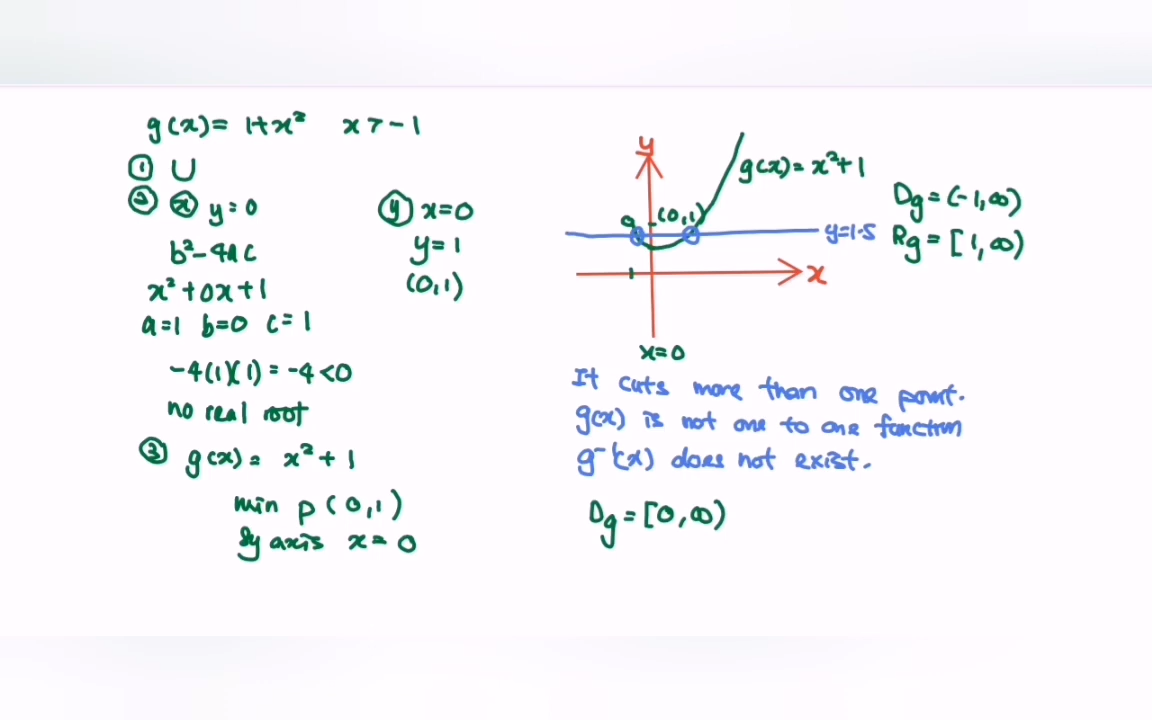 g(x)= 1+x² x>-1
① ∪
② ⓧ y=0
b²-4ac
x²+0x+1
a=1 b=0 c=1
-4(1)(1)=-4<0
no real root
③ g(x)= x²+1
min p(0,1)
Sy axis x=0
ⓨ x=0
y=1
(0,1)
y
g(x)=x²+1
(0,1)
y=1.5
x
1
x=0
Dg=(-1,∞)
Rg=[1,∞)
It cuts more than one point.
g(x) is not one to one function
g⁻¹(x) does not exist.
Dg=[0,∞)